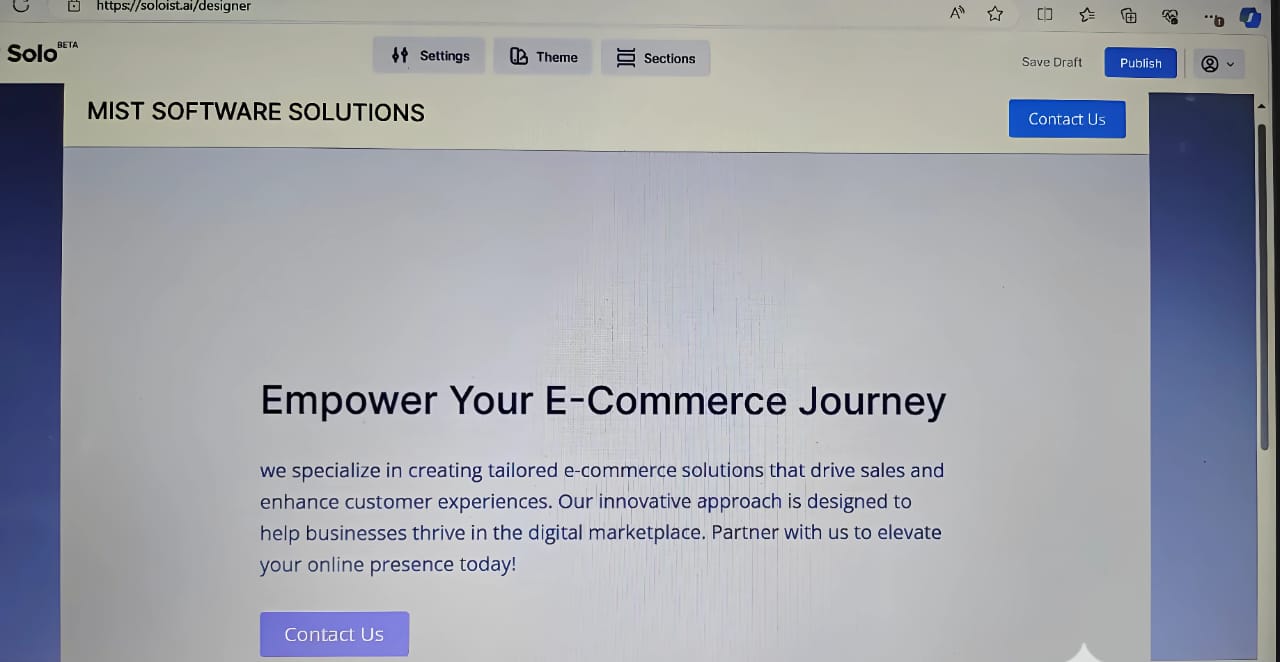 https://soloist.ai/designer
Solo BETA
Settings
Theme
Sections
Save Draft
Publish
MIST SOFTWARE SOLUTIONS
Contact Us
Empower Your E-Commerce Journey
we specialize in creating tailored e-commerce solutions that drive sales and
enhance customer experiences. Our innovative approach is designed to
help businesses thrive in the digital marketplace. Partner with us to elevate
your online presence today!
Contact Us